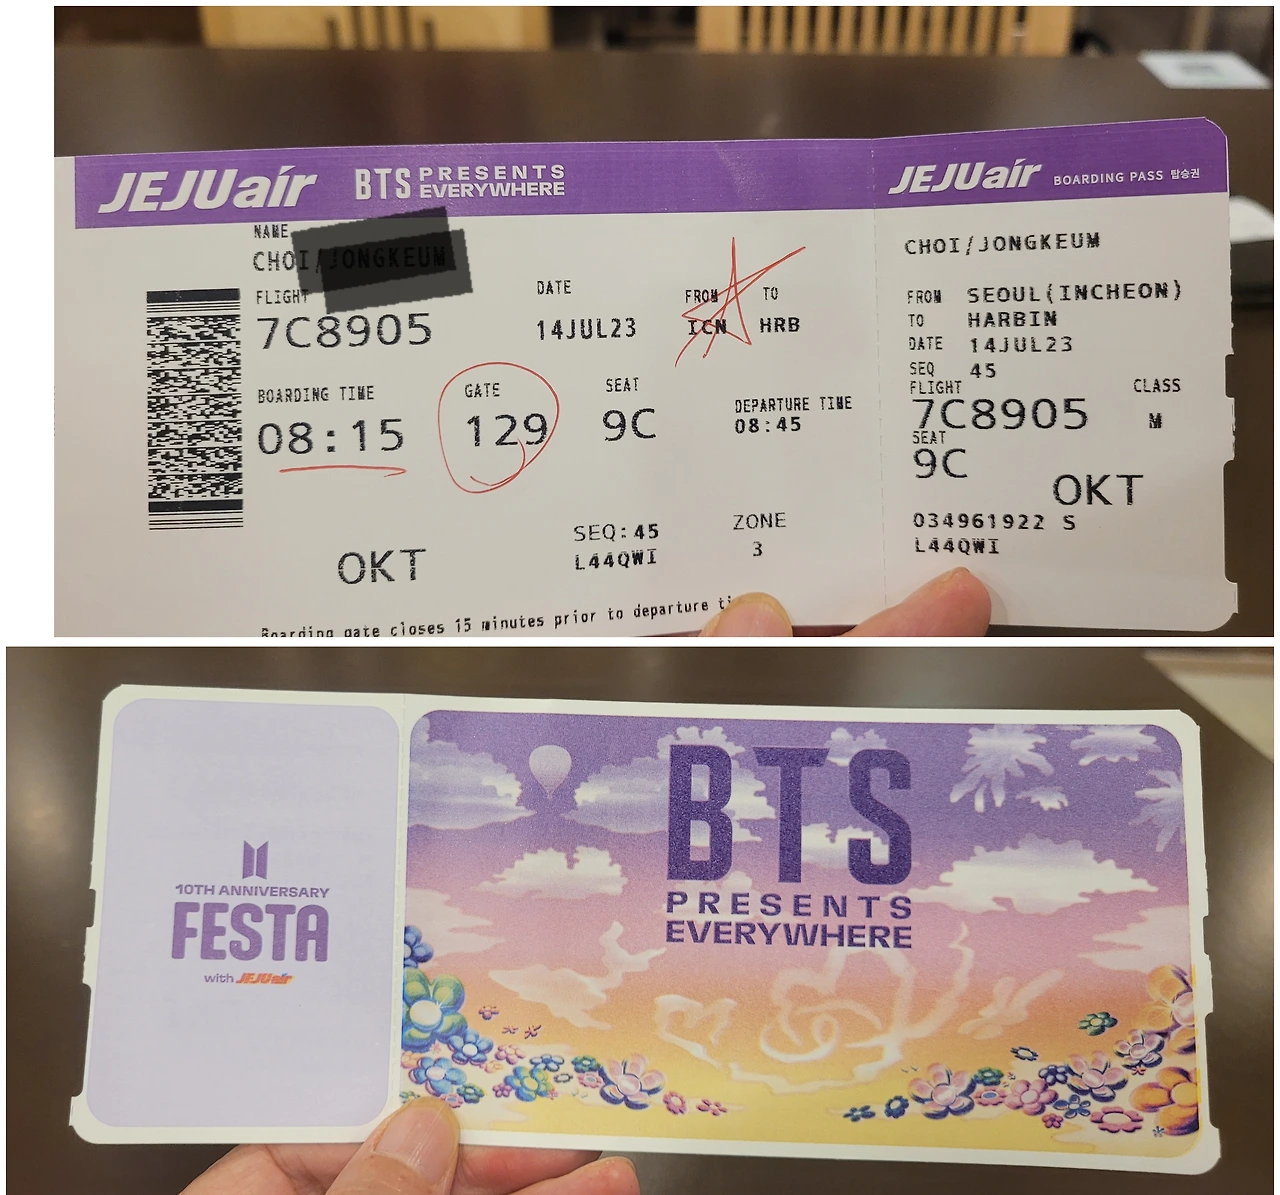 JEJUair BTS PRESENTS EVERYWHERE
NAME
CHOI/JONGKEUM
FLIGHT
7C8905
DATE
14JUL23
FROM TO
ICN HRB
BOARDING TIME
08:15
GATE
129
SEAT
9C
DEPARTURE TIME
08:45
SEQ:45
L44QWI
ZONE
3
OKT
Boarding gate closes 15 minutes prior to departure
JEJUair BOARDING PASS 탑승권
CHOI/JONGKEUM
FROM SEOUL(INCHEON)
TO HARBIN
DATE 14JUL23
SEQ 45
FLIGHT
7C8905
CLASS
M
SEAT
9C
OKT
034961922 S
L44QWI
10TH ANNIVERSARY
FESTA
with JEJUair
BTS
PRESENTS
EVERYWHERE